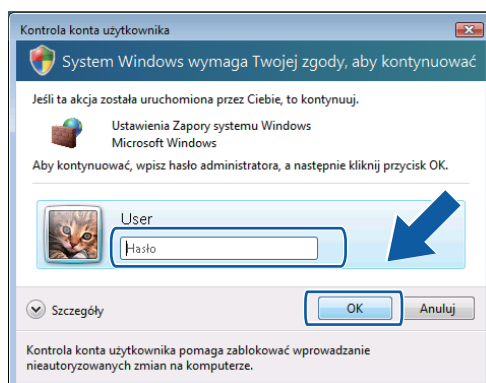 Kontrola konta użytkownika
System Windows wymaga Twojej zgody, aby kontynuować
Jeśli ta akcja została uruchomiona przez Ciebie, to kontynuuj.
Ustawienia Zapory systemu Windows
Microsoft Windows
Aby kontynuować, wpisz hasło administratora, a następnie kliknij przycisk OK.
User
Hasło
Szczegóły
OK
Anuluj
Kontrola konta użytkownika pomaga zablokować wprowadzanie
nieautoryzowanych zmian na komputerze.